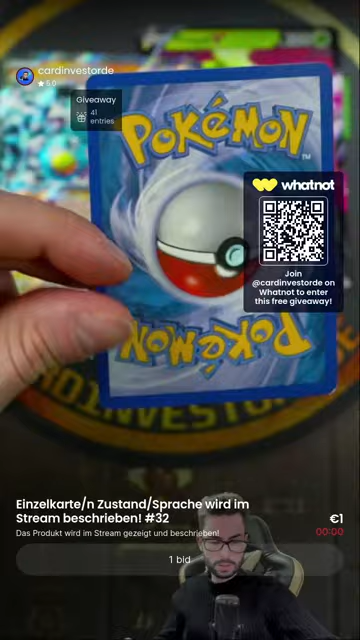 cardinvestorde
5.0
Giveaway
41
entries
POKéMON
TM
whatnot
Join
@cardinvestorde on
Whatnot to enter
this free giveaway!
POKéMON
CARDINVESTOR
Einzelkarte/n Zustand/Sprache wird im
Stream beschrieben! #32
€1
Das Produkt wird im Stream gezeigt und beschrieben!
00:00
1 bid